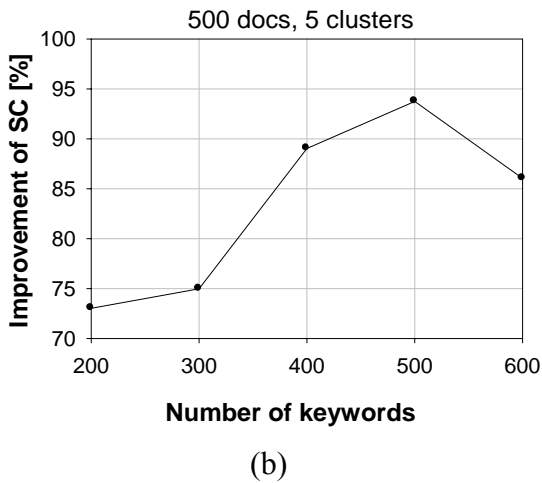 500 docs, 5 clusters
Improvement of SC [%]
100
95
90
85
80
75
70
200 300 400 500 600
Number of keywords
(b)